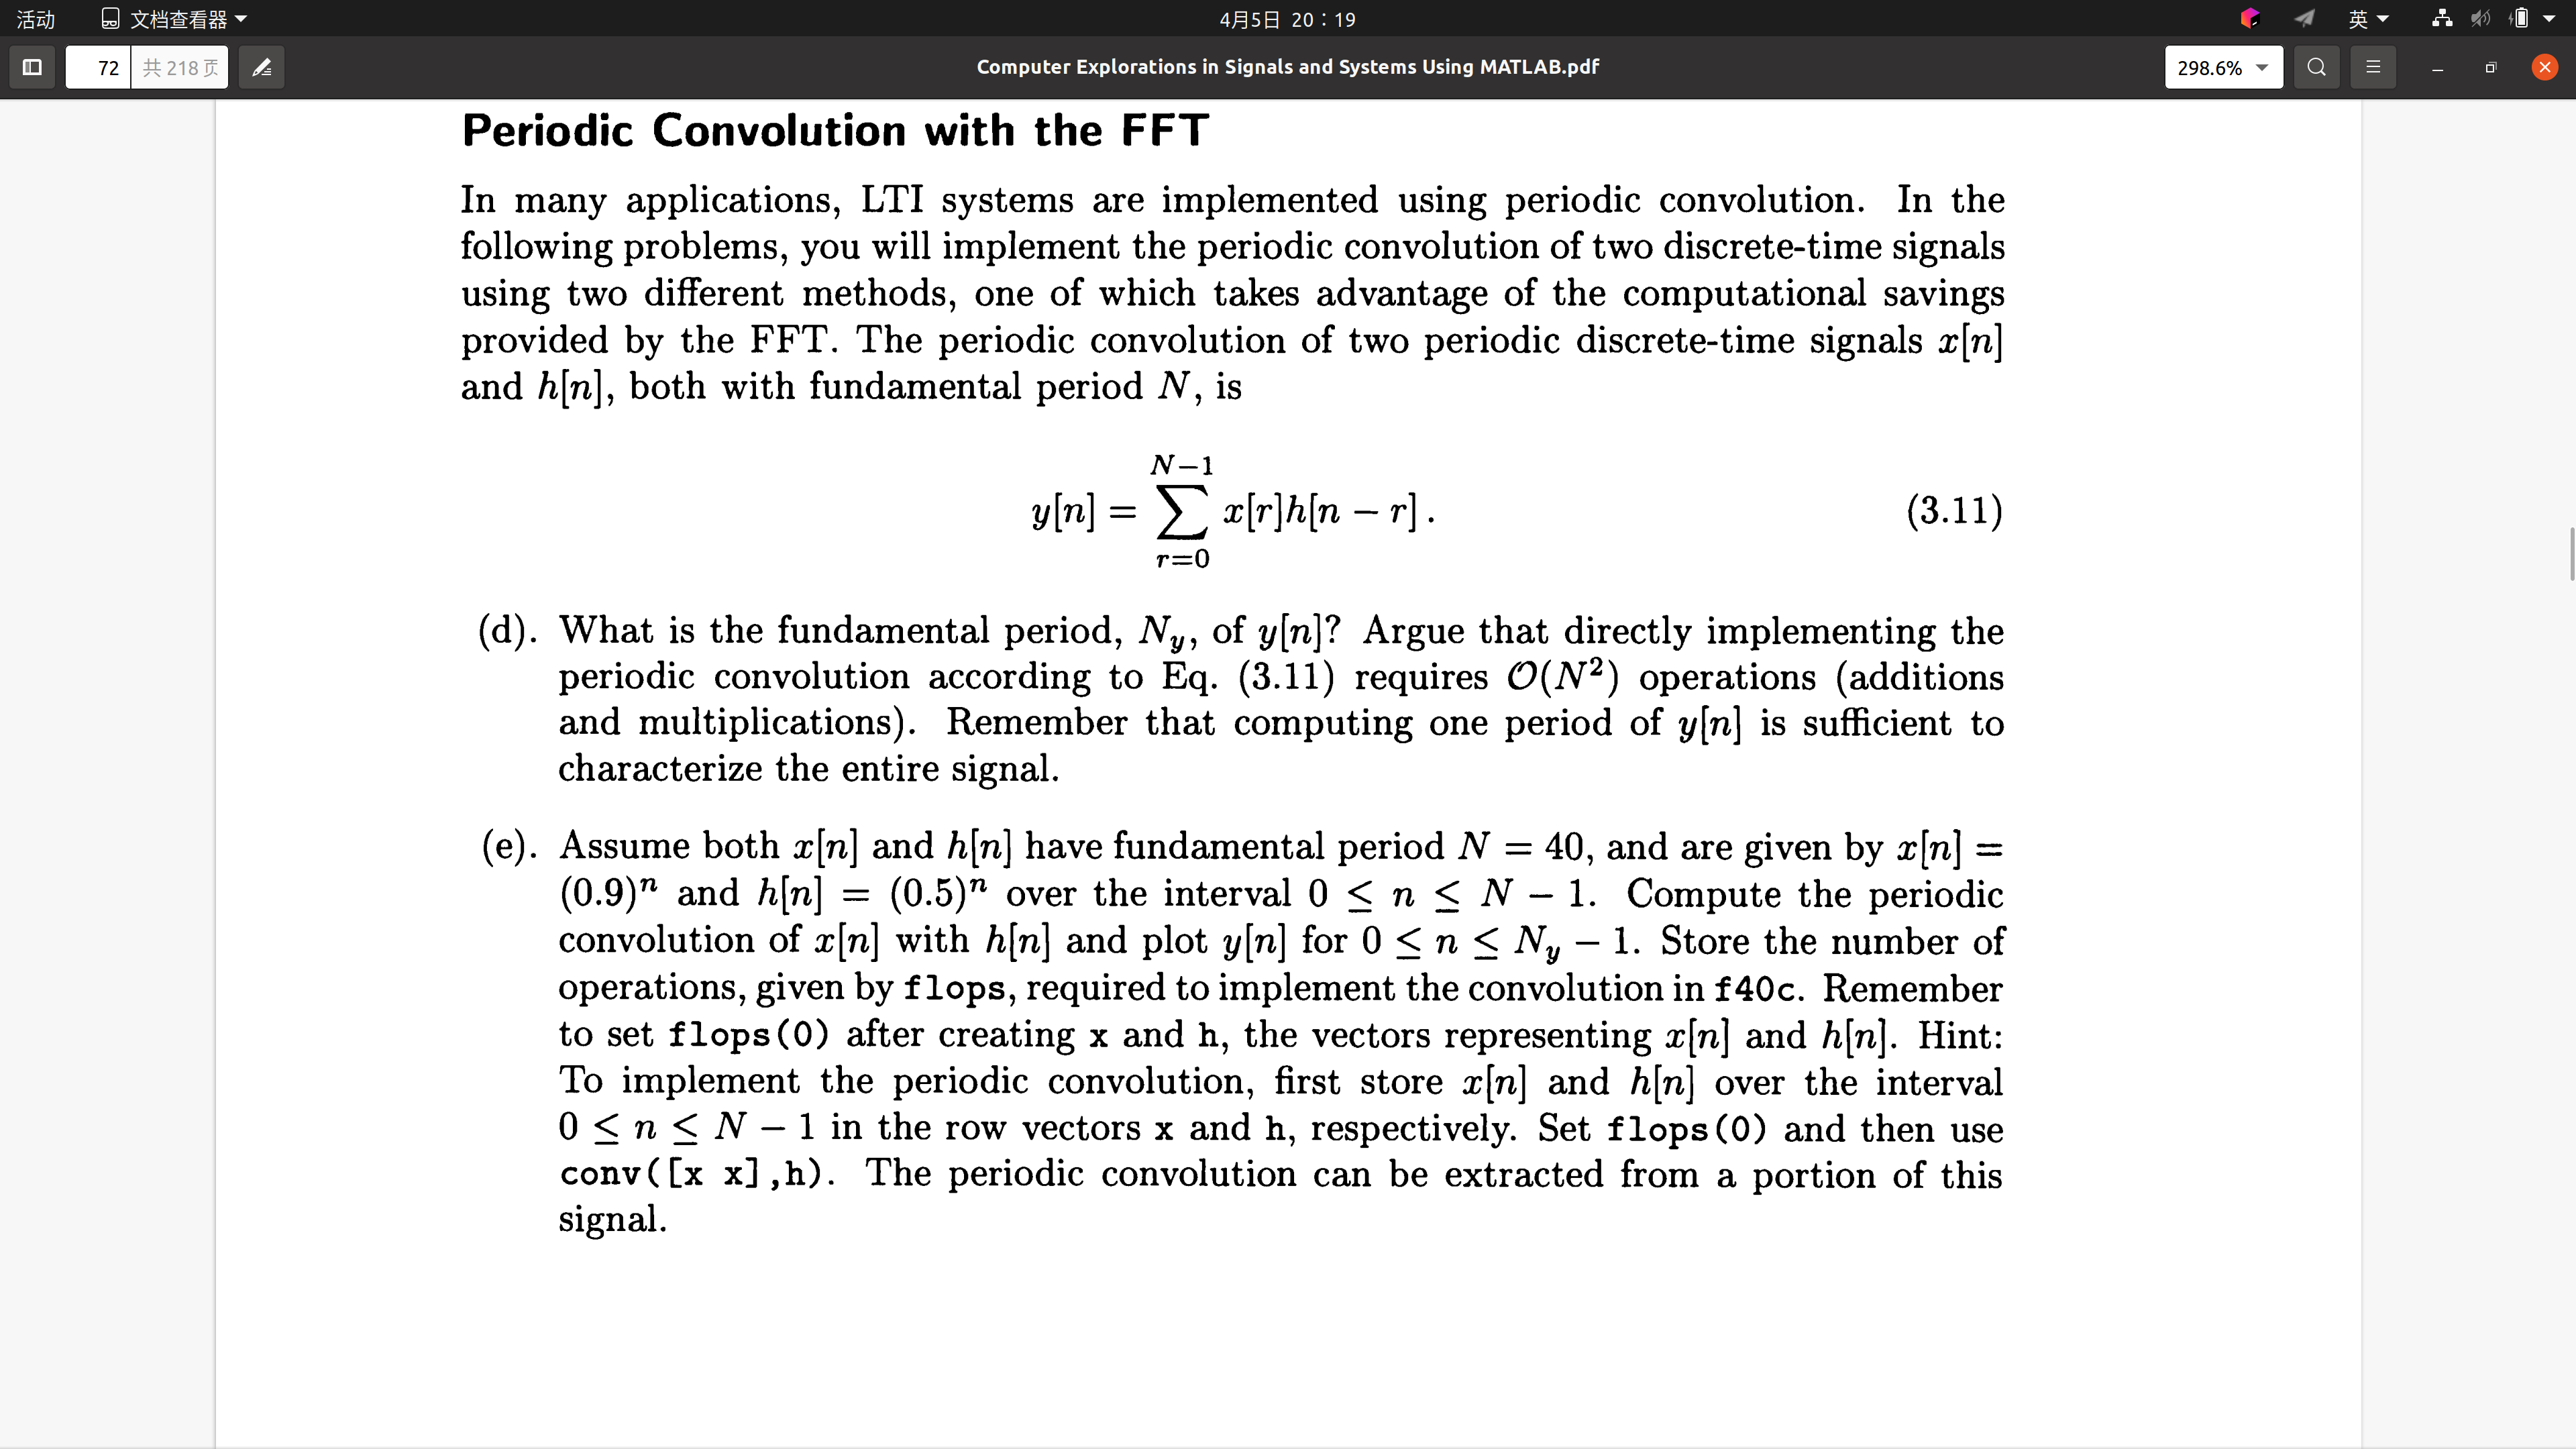 活动 文档查看器 4月5日 20：19 英
72 共 218 页 Computer Explorations in Signals and Systems Using MATLAB.pdf 298.6%
Periodic Convolution with the FFT
In many applications, LTI systems are implemented using periodic convolution. In the
following problems, you will implement the periodic convolution of two discrete-time signals
using two different methods, one of which takes advantage of the computational savings
provided by the FFT. The periodic convolution of two periodic discrete-time signals x[n]
and h[n], both with fundamental period N, is
y[n] = ∑_{r=0}^{N−1} x[r]h[n − r] . (3.11)
(d). What is the fundamental period, N_y, of y[n]? Argue that directly implementing the
periodic convolution according to Eq. (3.11) requires O(N²) operations (additions
and multiplications). Remember that computing one period of y[n] is sufficient to
characterize the entire signal.
(e). Assume both x[n] and h[n] have fundamental period N = 40, and are given by x[n] =
(0.9)ⁿ and h[n] = (0.5)ⁿ over the interval 0 ≤ n ≤ N − 1. Compute the periodic
convolution of x[n] with h[n] and plot y[n] for 0 ≤ n ≤ N_y − 1. Store the number of
operations, given by flops, required to implement the convolution in f40c. Remember
to set flops(0) after creating x and h, the vectors representing x[n] and h[n]. Hint:
To implement the periodic convolution, first store x[n] and h[n] over the interval
0 ≤ n ≤ N − 1 in the row vectors x and h, respectively. Set flops(0) and then use
conv([x x],h). The periodic convolution can be extracted from a portion of this
signal.